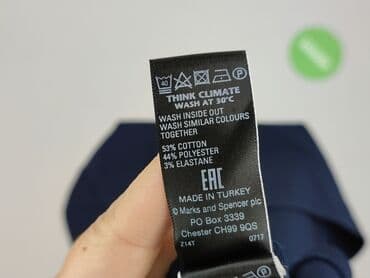 40 P
THINK CLIMATE
WASH AT 30°C
WASH INSIDE OUT
WASH SIMILAR COLOURS
TOGETHER
53% COTTON
44% POLYESTER
3% ELASTANE
EAC
MADE IN TURKEY
© Marks and Spencer plc
PO Box 3339
Chester CH99 9QS
Z14T 0717